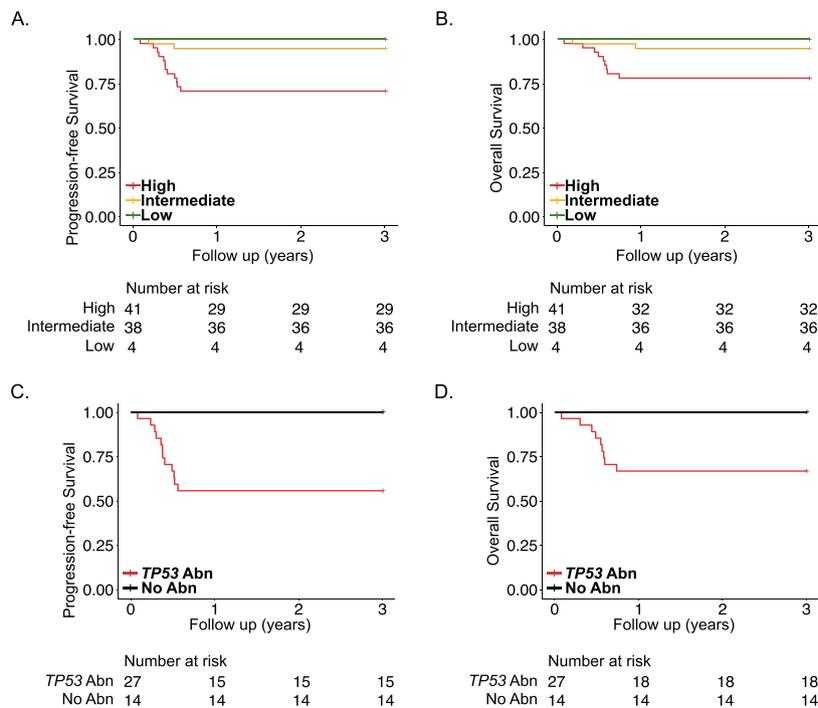 A.
Progression-free Survival
1.00
0.75
0.50
0.25
0.00
High
Intermediate
Low
0 1 2 3
Follow up (years)
Number at risk
High 41 29 29 29
Intermediate 38 36 36 36
Low 4 4 4 4
B.
Overall Survival
1.00
0.75
0.50
0.25
0.00
High
Intermediate
Low
0 1 2 3
Follow up (years)
Number at risk
High 41 32 32 32
Intermediate 38 36 36 36
Low 4 4 4 4
C.
Progression-free Survival
1.00
0.75
0.50
0.25
0.00
TP53 Abn
No Abn
0 1 2 3
Follow up (years)
Number at risk
TP53 Abn 27 15 15 15
No Abn 14 14 14 14
D.
Overall Survival
1.00
0.75
0.50
0.25
0.00
TP53 Abn
No Abn
0 1 2 3
Follow up (years)
Number at risk
TP53 Abn 27 18 18 18
No Abn 14 14 14 14